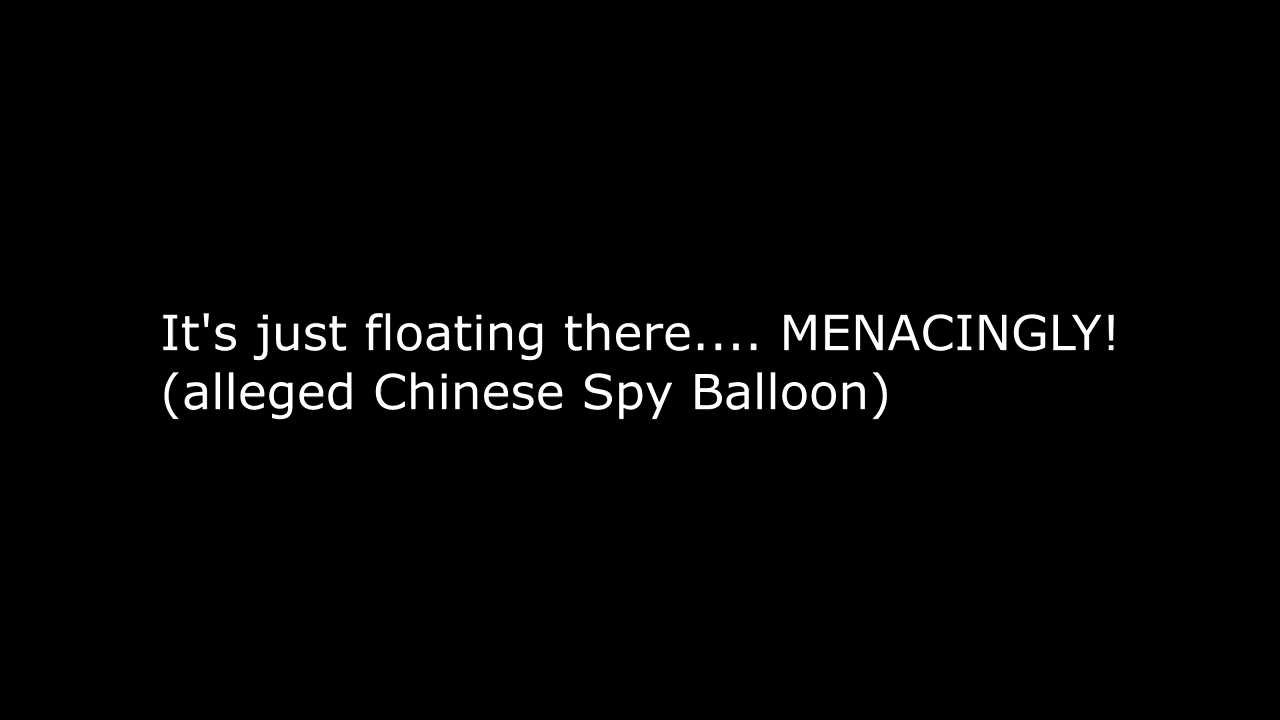 It's just floating there.... MENACINGLY!
(alleged Chinese Spy Balloon)